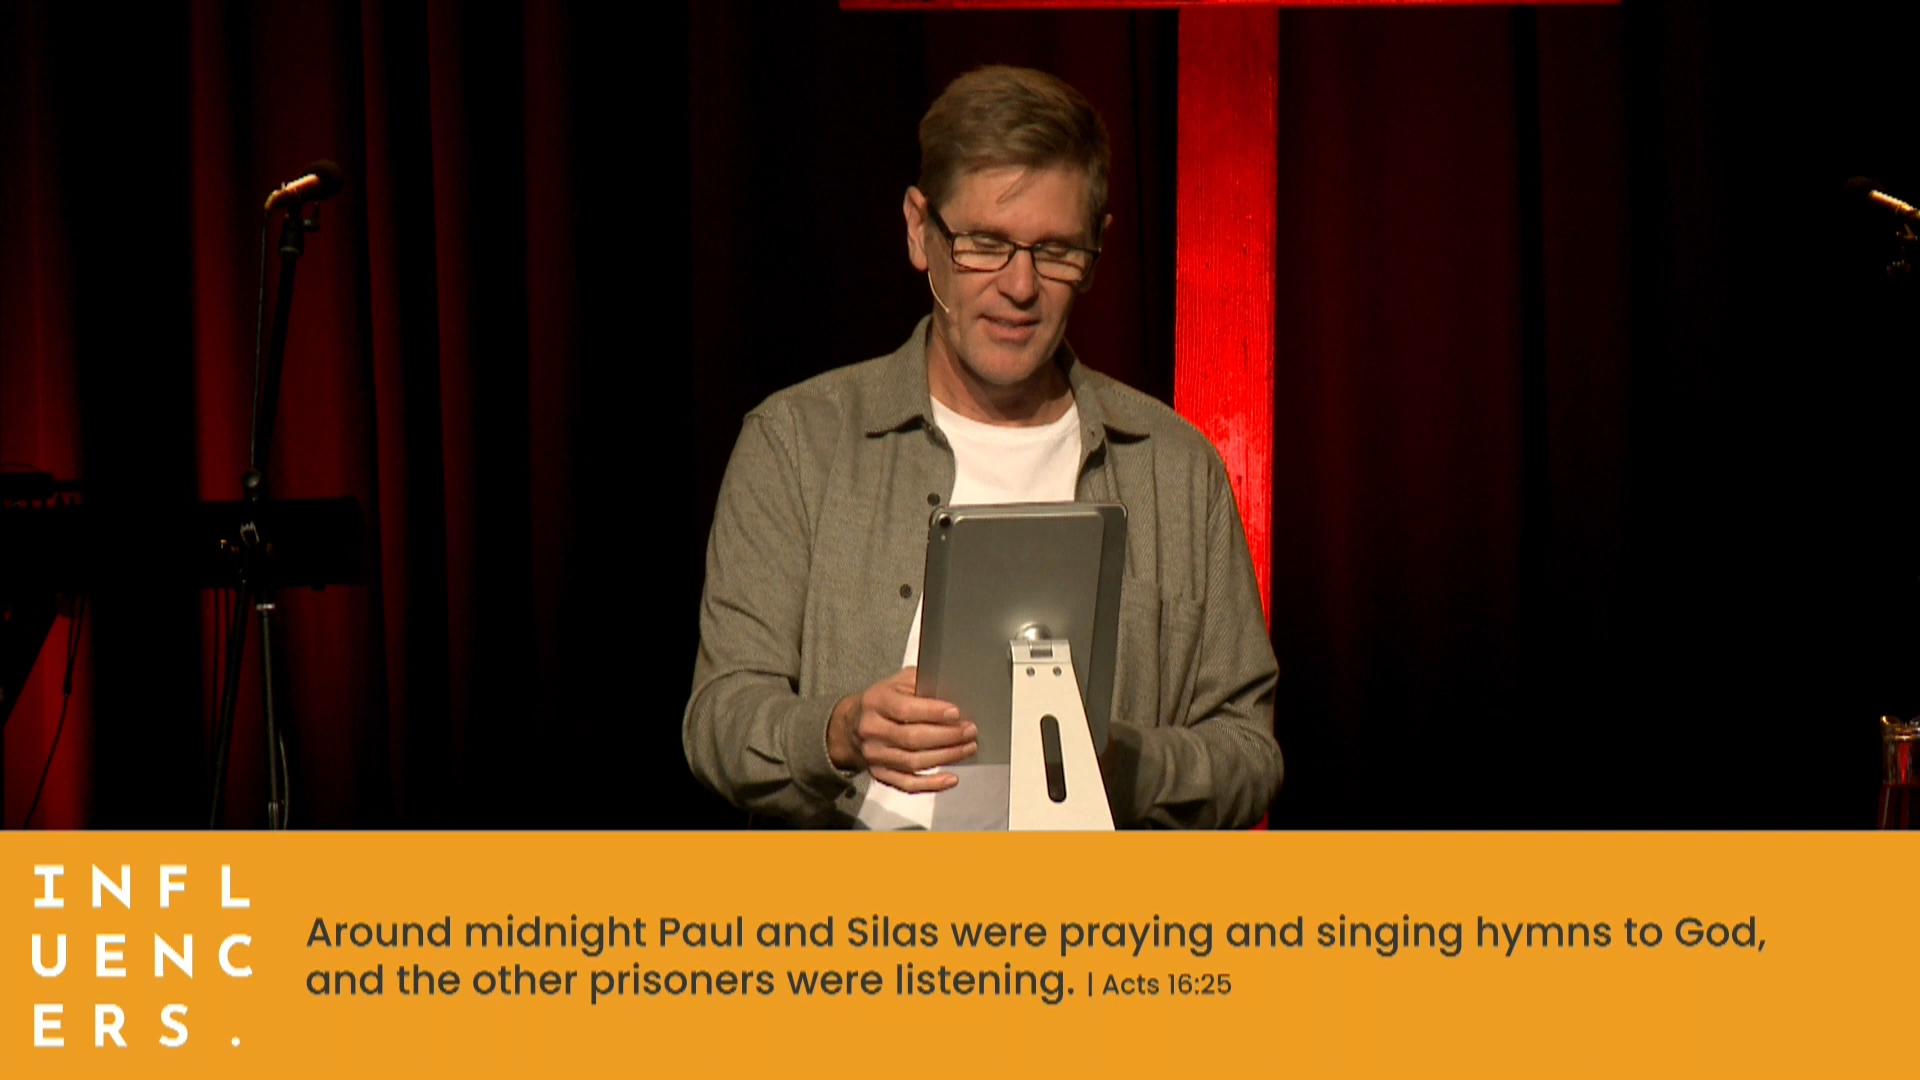 INFL
UENC
ERS.
Around midnight Paul and Silas were praying and singing hymns to God,
and the other prisoners were listening. | Acts 16:25